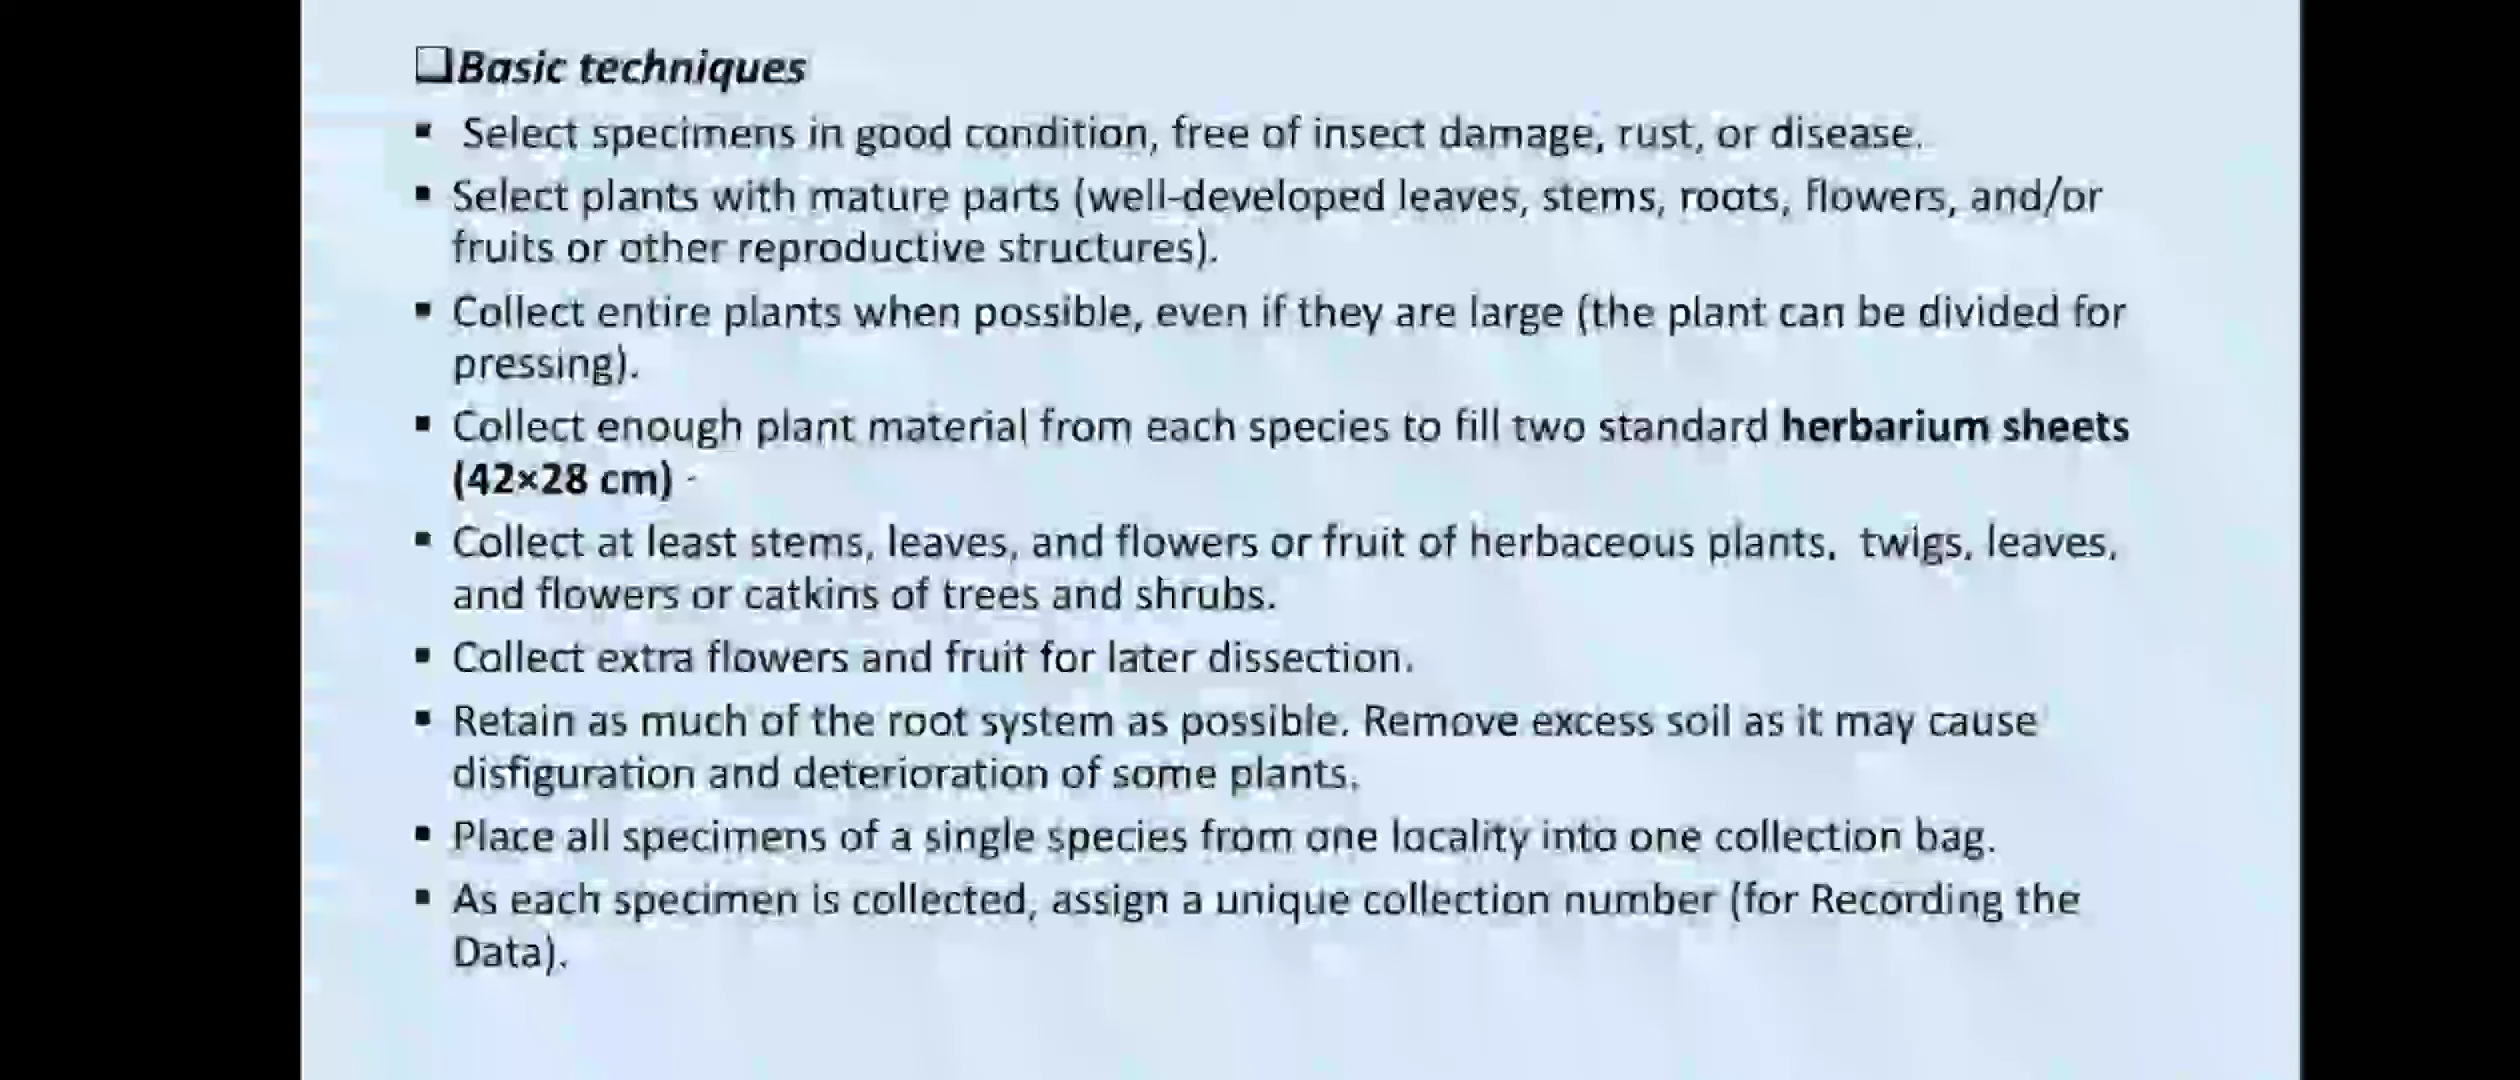 ❑Basic techniques
▪ Select specimens in good condition, free of insect damage, rust, or disease.
▪ Select plants with mature parts (well-developed leaves, stems, roots, flowers, and/or
fruits or other reproductive structures).
▪ Collect entire plants when possible, even if they are large (the plant can be divided for
pressing).
▪ Collect enough plant material from each species to fill two standard herbarium sheets
(42×28 cm) -
▪ Collect at least stems, leaves, and flowers or fruit of herbaceous plants, twigs, leaves,
and flowers or catkins of trees and shrubs.
▪ Collect extra flowers and fruit for later dissection.
▪ Retain as much of the root system as possible. Remove excess soil as it may cause
disfiguration and deterioration of some plants.
▪ Place all specimens of a single species from one locality into one collection bag.
▪ As each specimen is collected, assign a unique collection number (for Recording the
Data).